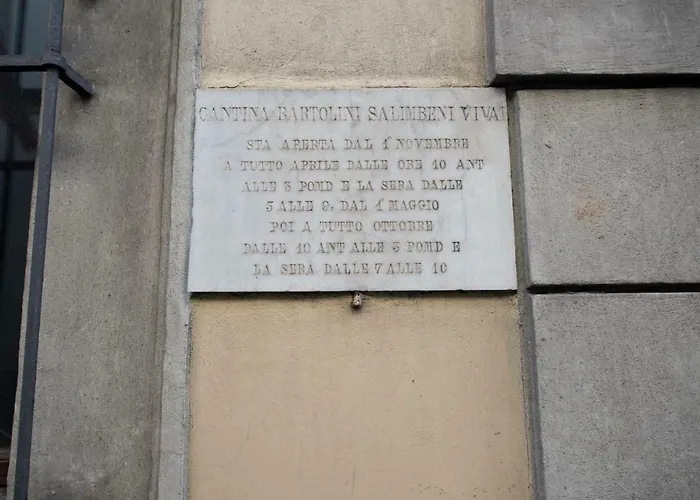 CANTINA BARTOLINI SALIMBENI VIVAI
STA APERTA DAL 1° NOVEMBRE
A TUTTO APRILE DALLE ORE 10 ANT
ALLE 3 POMD E LA SERA DALLE
5 ALLE 9. DAL 1° MAGGIO
POI A TUTTO OTTOBRE
DALLE 10 ANT ALLE 3 POMD E
LA SERA DALLE 7 ALLE 10